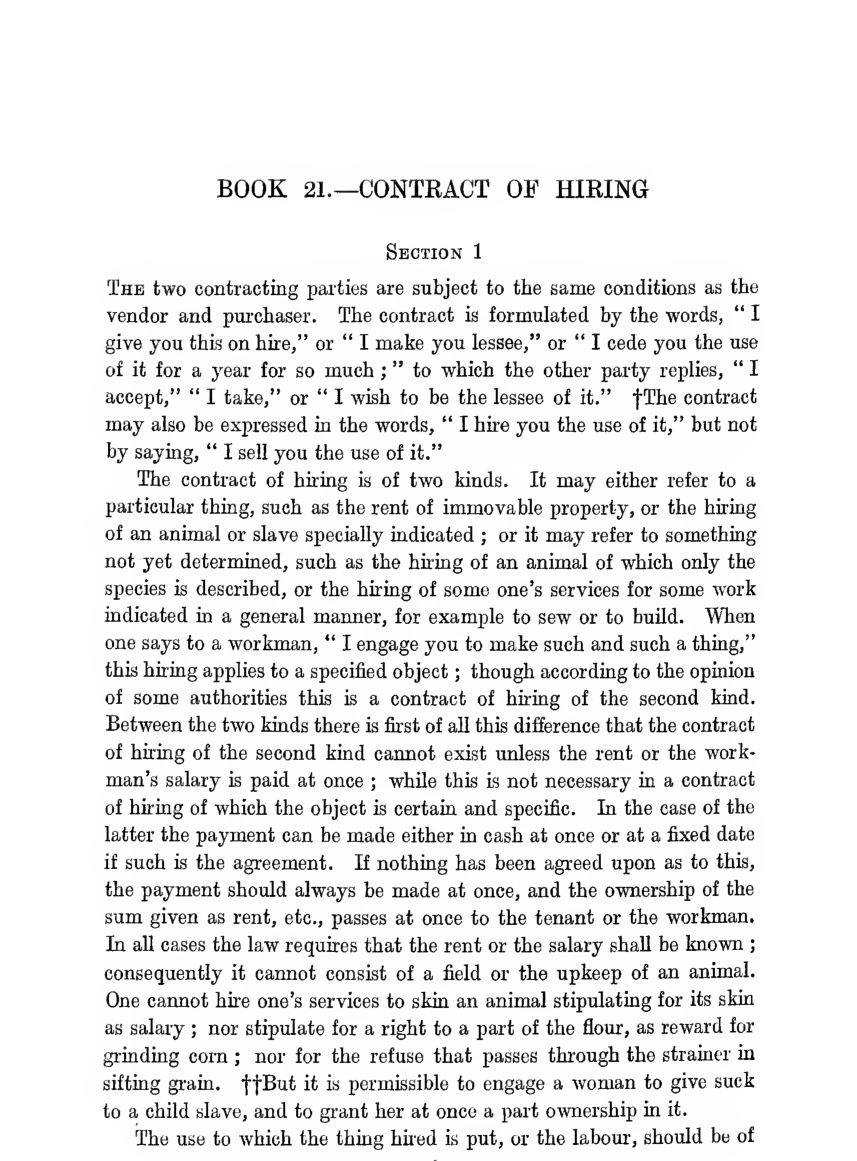 BOOK 21.—CONTRACT OF HIRING
SECTION 1
THE two contracting parties are subject to the same conditions as the
vendor and purchaser. The contract is formulated by the words, “ I
give you this on hire,” or “ I make you lessee,” or “ I cede you the use
of it for a year for so much ; ” to which the other party replies, “ I
accept,” “ I take,” or “ I wish to be the lessee of it.” †The contract
may also be expressed in the words, “ I hire you the use of it,” but not
by saying, “ I sell you the use of it.”
The contract of hiring is of two kinds. It may either refer to a
particular thing, such as the rent of immovable property, or the hiring
of an animal or slave specially indicated ; or it may refer to something
not yet determined, such as the hiring of an animal of which only the
species is described, or the hiring of some one’s services for some work
indicated in a general manner, for example to sew or to build. When
one says to a workman, “ I engage you to make such and such a thing,”
this hiring applies to a specified object ; though according to the opinion
of some authorities this is a contract of hiring of the second kind.
Between the two kinds there is first of all this difference that the contract
of hiring of the second kind cannot exist unless the rent or the work-
man’s salary is paid at once ; while this is not necessary in a contract
of hiring of which the object is certain and specific. In the case of the
latter the payment can be made either in cash at once or at a fixed date
if such is the agreement. If nothing has been agreed upon as to this,
the payment should always be made at once, and the ownership of the
sum given as rent, etc., passes at once to the tenant or the workman.
In all cases the law requires that the rent or the salary shall be known ;
consequently it cannot consist of a field or the upkeep of an animal.
One cannot hire one’s services to skin an animal stipulating for its skin
as salary ; nor stipulate for a right to a part of the flour, as reward for
grinding corn ; nor for the refuse that passes through the strainer in
sifting grain. ††But it is permissible to engage a woman to give suck
to a child slave, and to grant her at once a part ownership in it.
The use to which the thing hired is put, or the labour, should be of